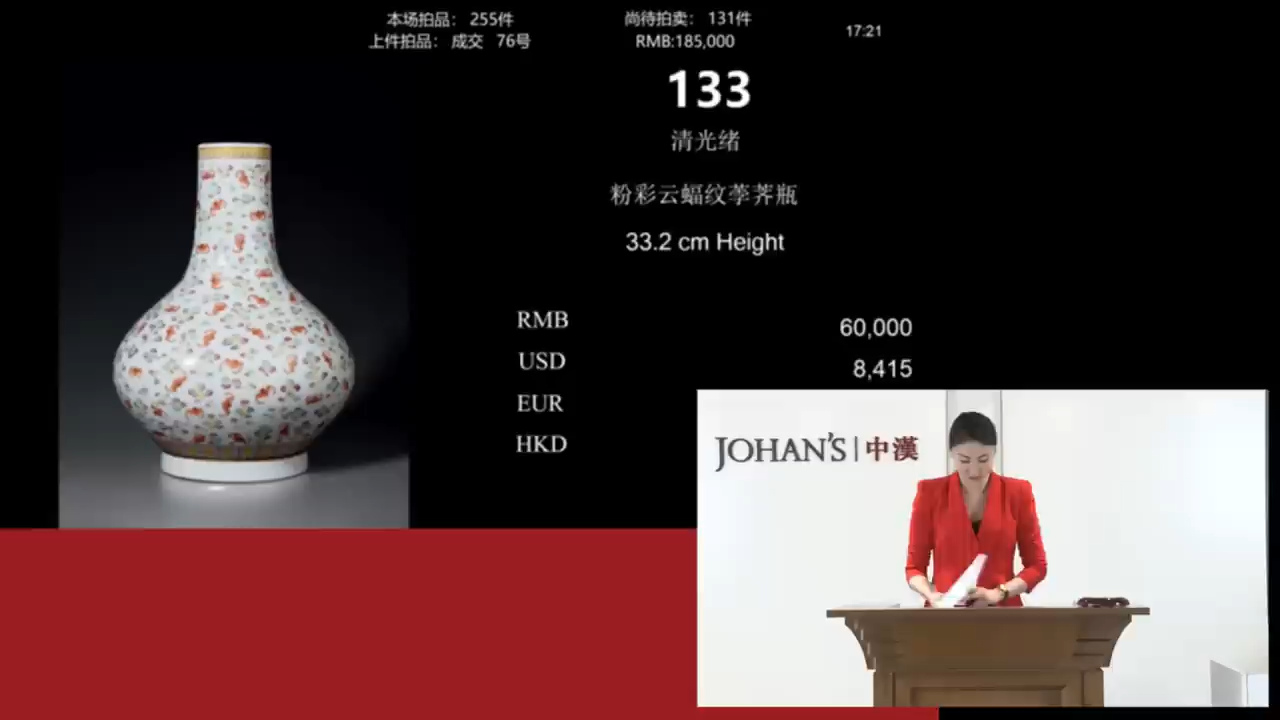 本场拍品： 255件
尚待拍卖： 131件
上件拍品： 成交 76号
RMB:185,000
17:21
133
清光绪
粉彩云蝠纹荸荠瓶
33.2 cm Height
RMB 60,000
USD 8,415
EUR
HKD
JOHAN'S | 中漢